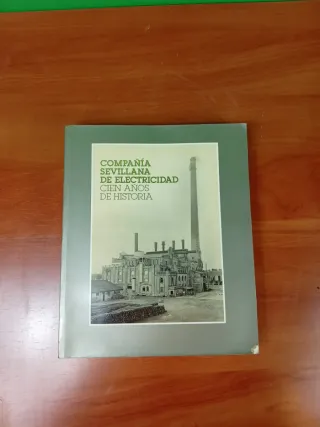 COMPAÑÍA
SEVILLANA
DE ELECTRICIDAD
CIEN AÑOS
DE HISTORIA